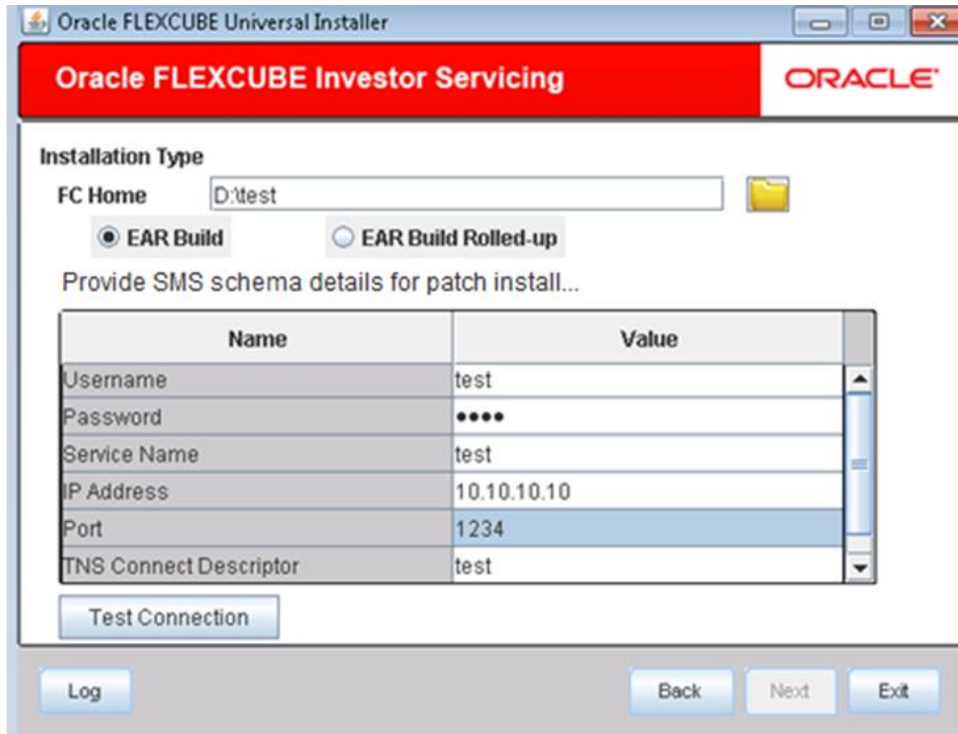 Oracle FLEXCUBE Universal Installer
Oracle FLEXCUBE Investor Servicing
ORACLE
Installation Type
FC Home D:\test
EAR Build EAR Build Rolled-up
Provide SMS schema details for patch install...
Name Value
Username test
Password ••••
Service Name test
IP Address 10.10.10.10
Port 1234
TNS Connect Descriptor test
Test Connection
Log Back Next Exit